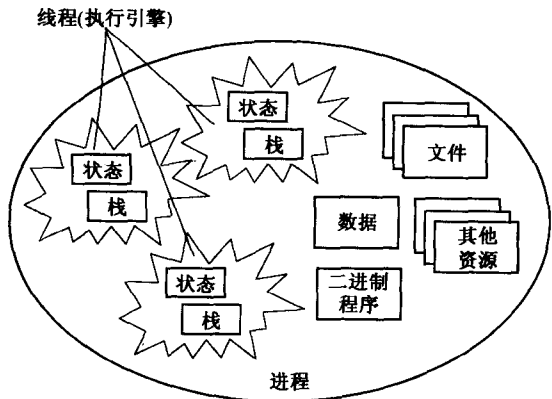 线程(执行引擎)
状态
栈
文件
状态
栈
数据
其他
资源
状态
栈
二进制
程序
进程